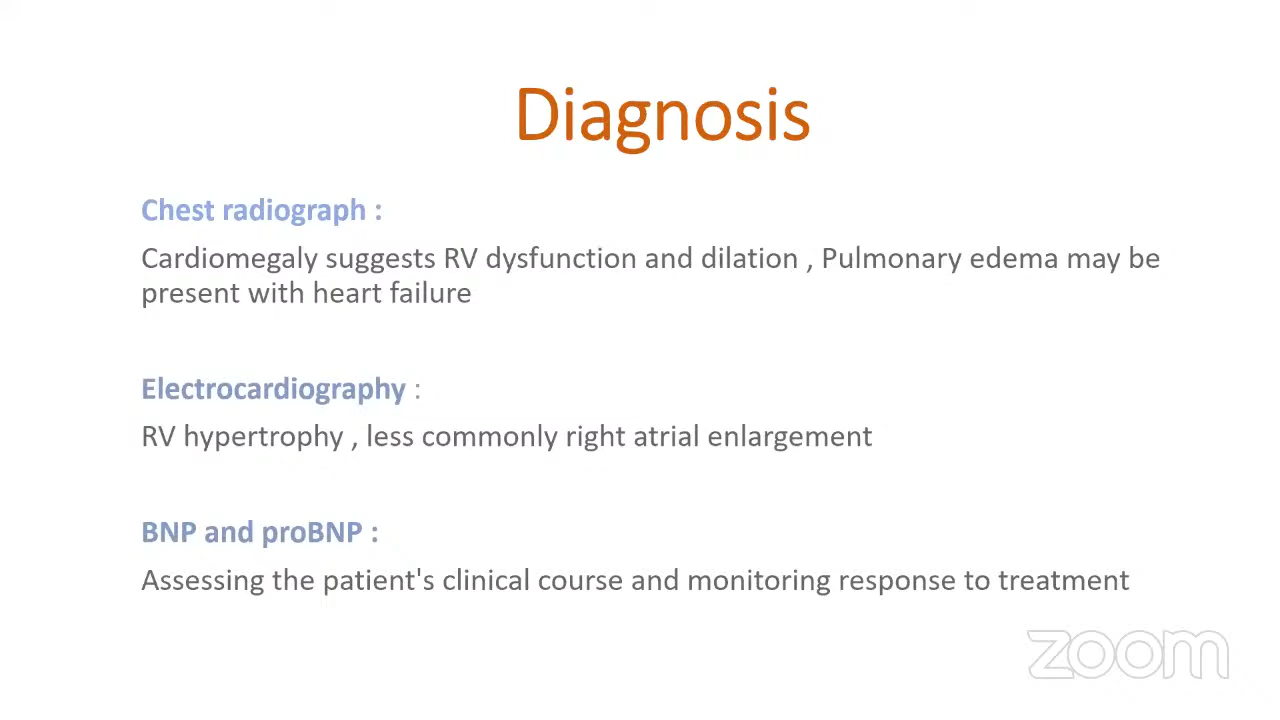 Diagnosis
Chest radiograph :
Cardiomegaly suggests RV dysfunction and dilation , Pulmonary edema may be
present with heart failure
Electrocardiography :
RV hypertrophy , less commonly right atrial enlargement
BNP and proBNP :
Assessing the patient's clinical course and monitoring response to treatment
zoom